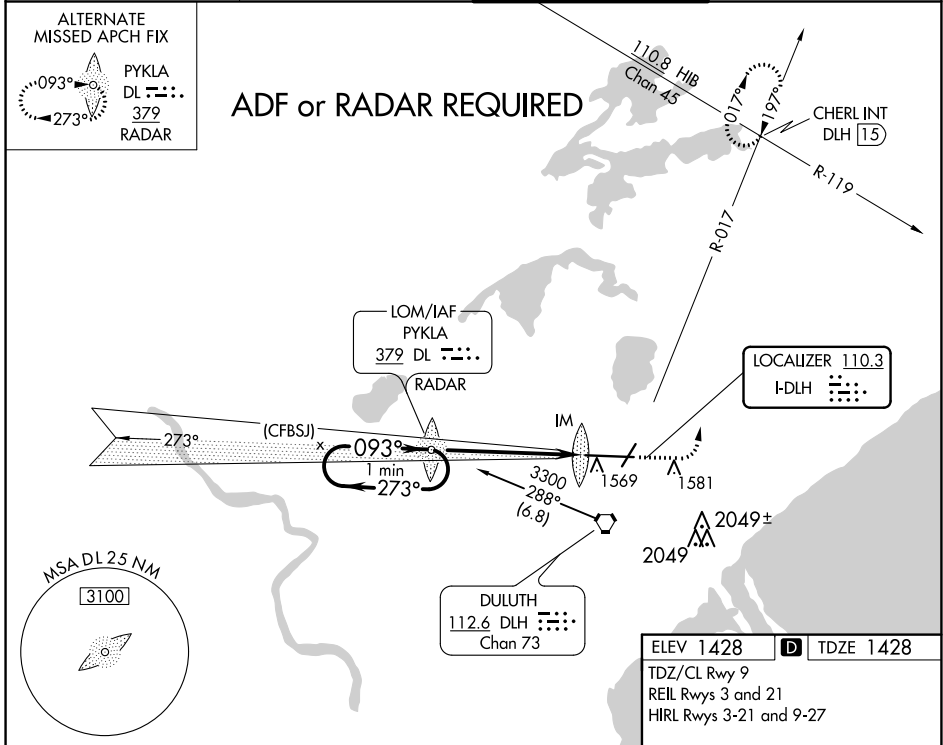 ALTERNATE
MISSED APCH FIX
093°
273°
PYKLA
DL
379
RADAR
ADF or RADAR REQUIRED
110.8 HIB
Chan 45
017°
197°
CHERL INT
DLH 15
R-119
R-017
LOM/IAF
PYKLA
379 DL
RADAR
LOCALIZER 110.3
I-DLH
IM
273°
(CFBSJ)
x
093°
1 min
273°
3300
288°
(6.8)
1569
1581
2049±
2049
MSA DL 25 NM
3100
DULUTH
112.6 DLH
Chan 73
ELEV 1428 D TDZE 1428
TDZ/CL Rwy 9
REIL Rwys 3 and 21
HIRL Rwys 3-21 and 9-27